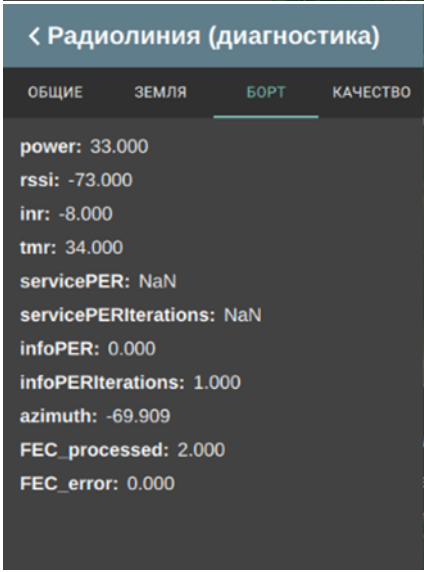 < Радиолиния (диагностика)
ОБЩИЕ ЗЕМЛЯ БОРТ КАЧЕСТВО
power: 33.000
rssi: -73.000
inr: -8.000
tmr: 34.000
servicePER: NaN
servicePERIterations: NaN
infoPER: 0.000
infoPERIterations: 1.000
azimuth: -69.909
FEC_processed: 2.000
FEC_error: 0.000